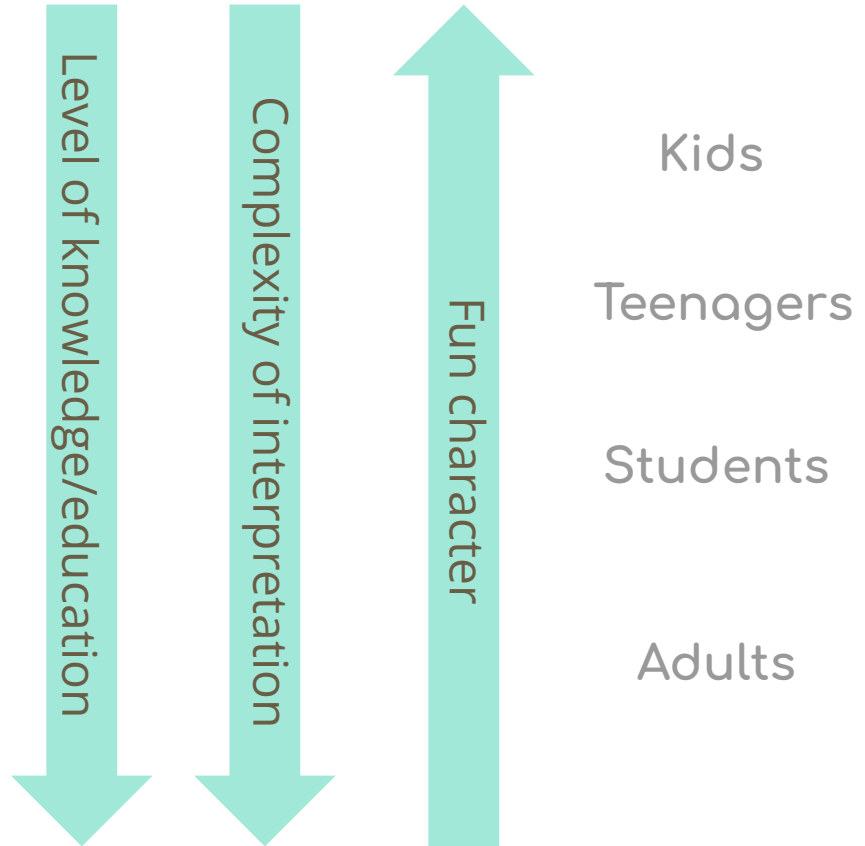 Level of knowledge/education
Complexity of interpretation
Fun character
Kids
Teenagers
Students
Adults